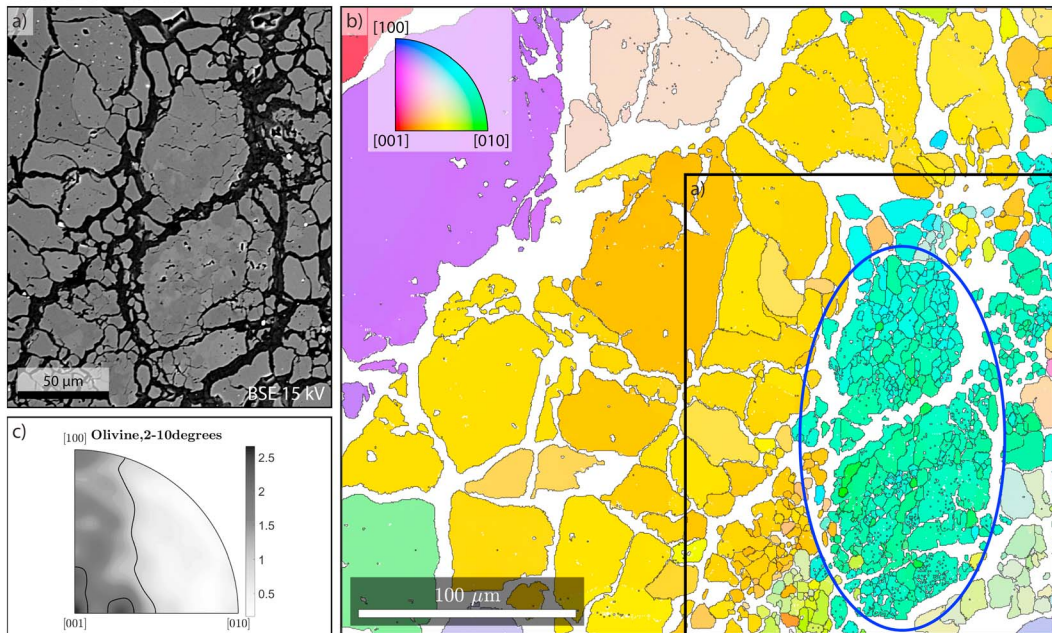 a)
50 µm
BSE 15 kV
b)
[100]
[001]
[010]
a)
100 µm
c)
[100]
Olivine,2-10degrees
2.5
2
1.5
1
0.5
[001]
[010]